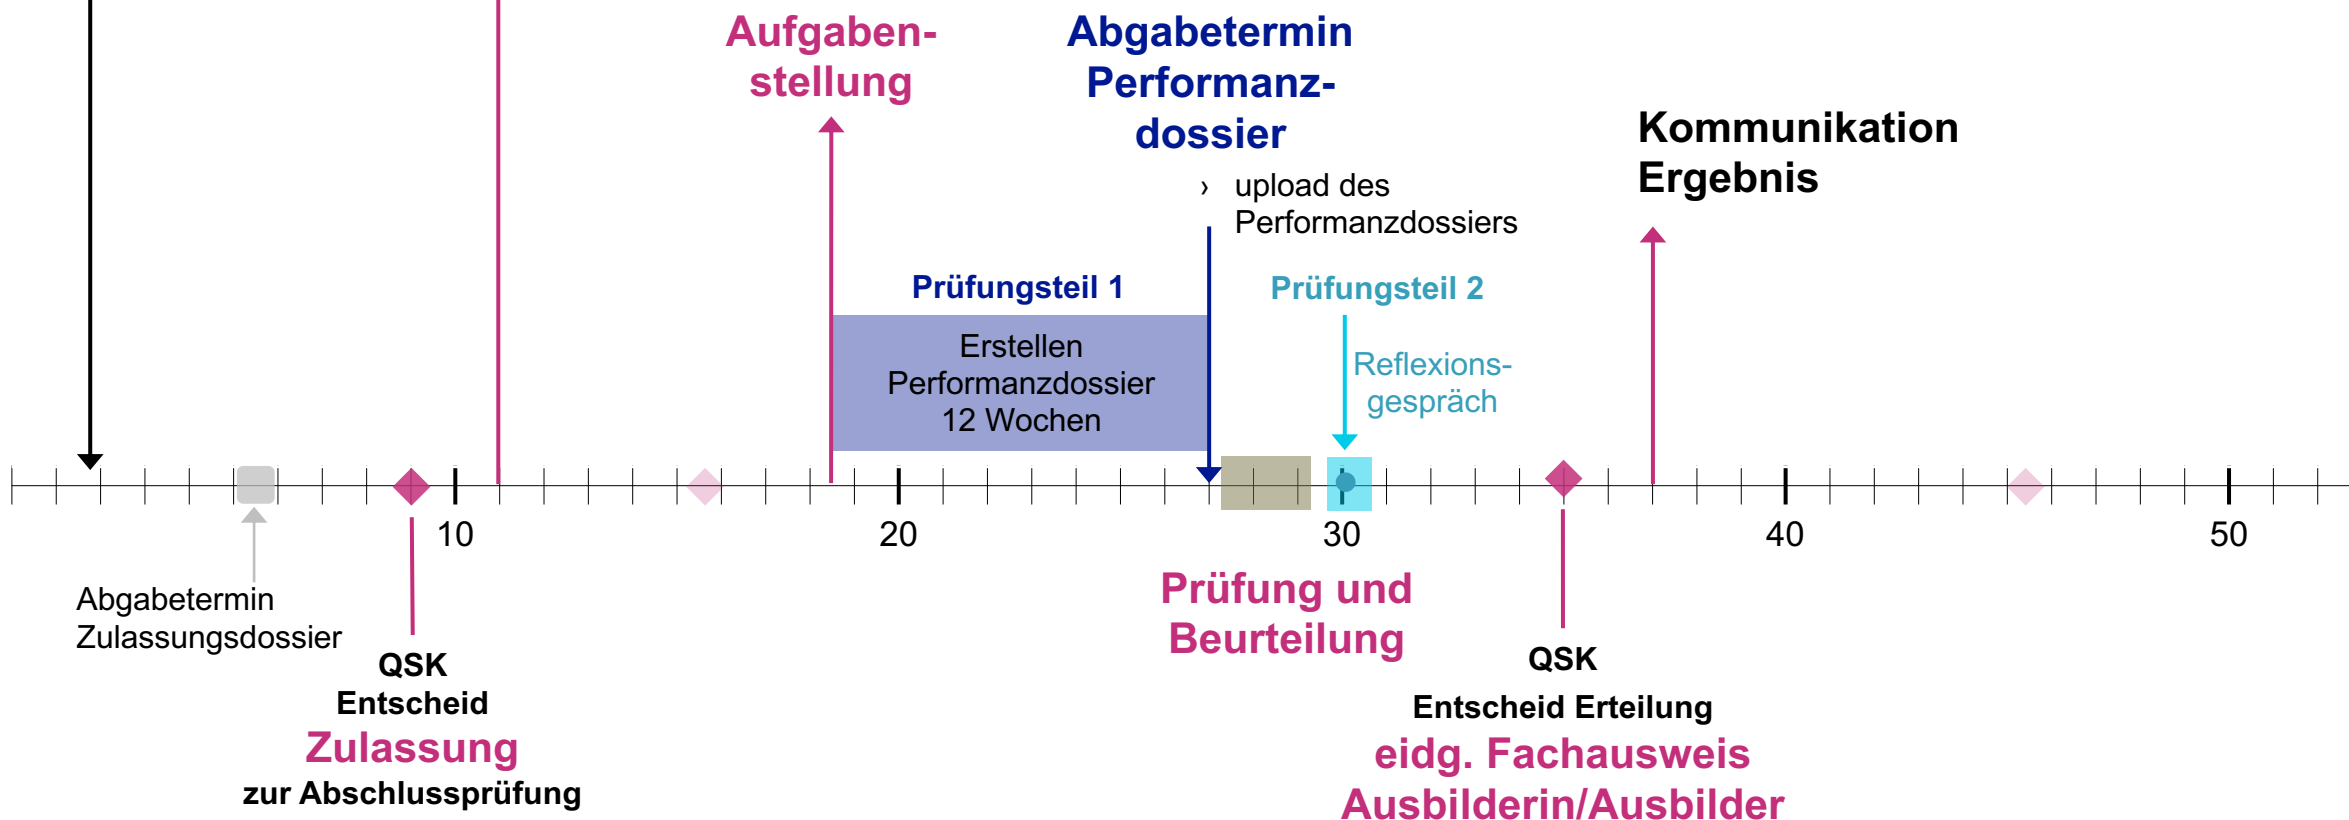 Aufgaben-
stellung
Abgabetermin
Performanz-
dossier
› upload des
Performanzdossiers
Kommunikation
Ergebnis
Prüfungsteil 1
Erstellen
Performanzdossier
12 Wochen
Prüfungsteil 2
Reflexions-
gespräch
10
20
30
40
50
Abgabetermin
Zulassungsdossier
QSK
Entscheid
Zulassung
zur Abschlussprüfung
Prüfung und
Beurteilung
QSK
Entscheid Erteilung
eidg. Fachausweis
Ausbilderin/Ausbilder